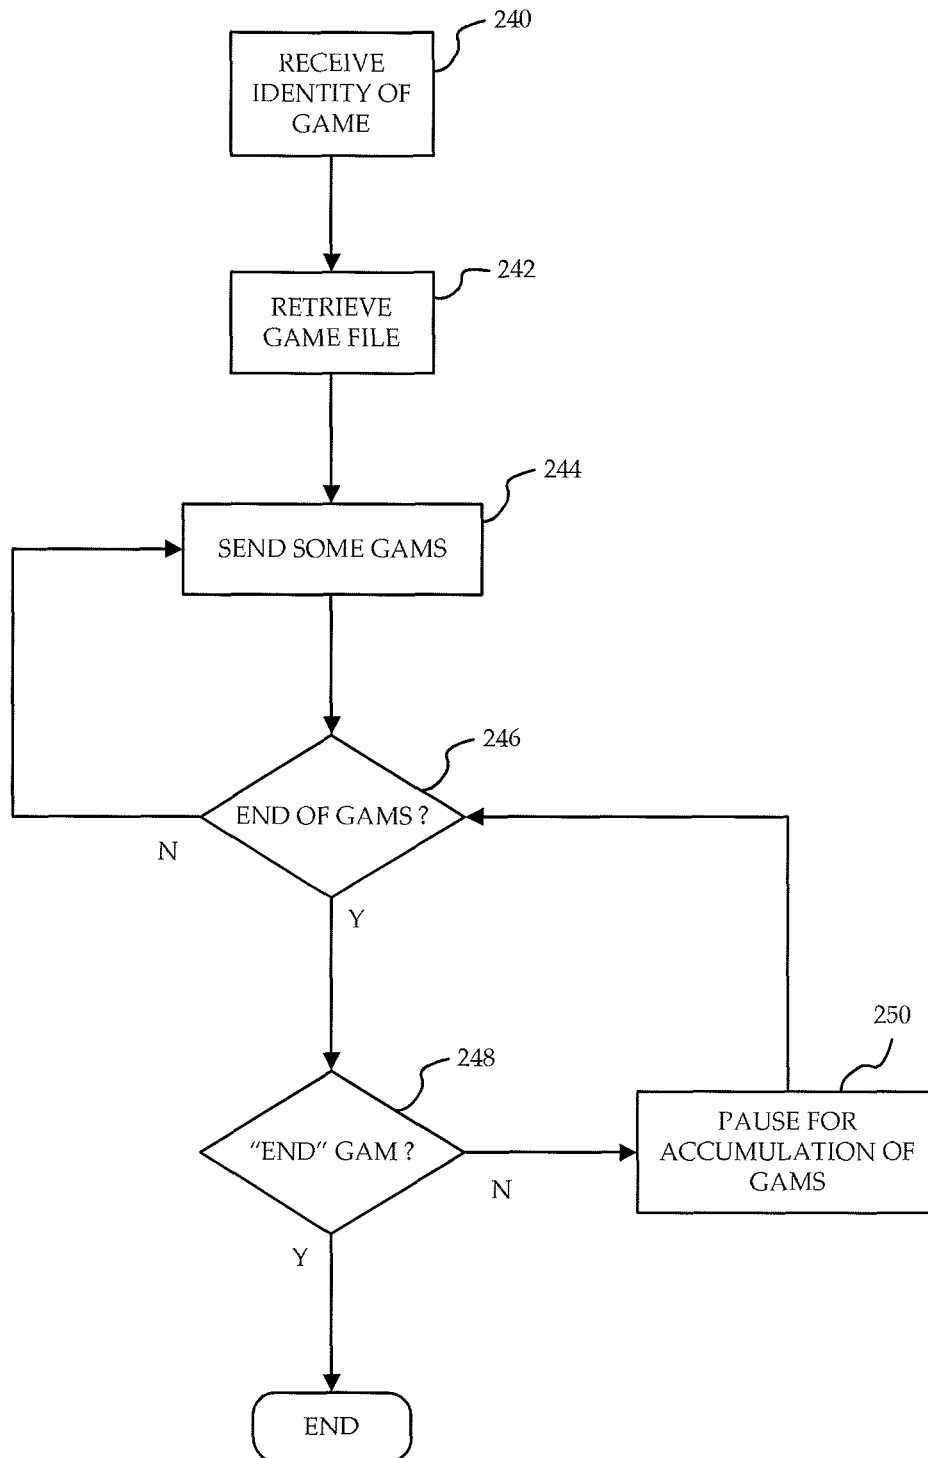 240
RECEIVE
IDENTITY OF
GAME
242
RETRIEVE
GAME FILE
244
SEND SOME GAMS
246
END OF GAMS ?
N
Y
250
248
"END" GAM ?
PAUSE FOR
ACCUMULATION OF
GAMS
N
Y
END